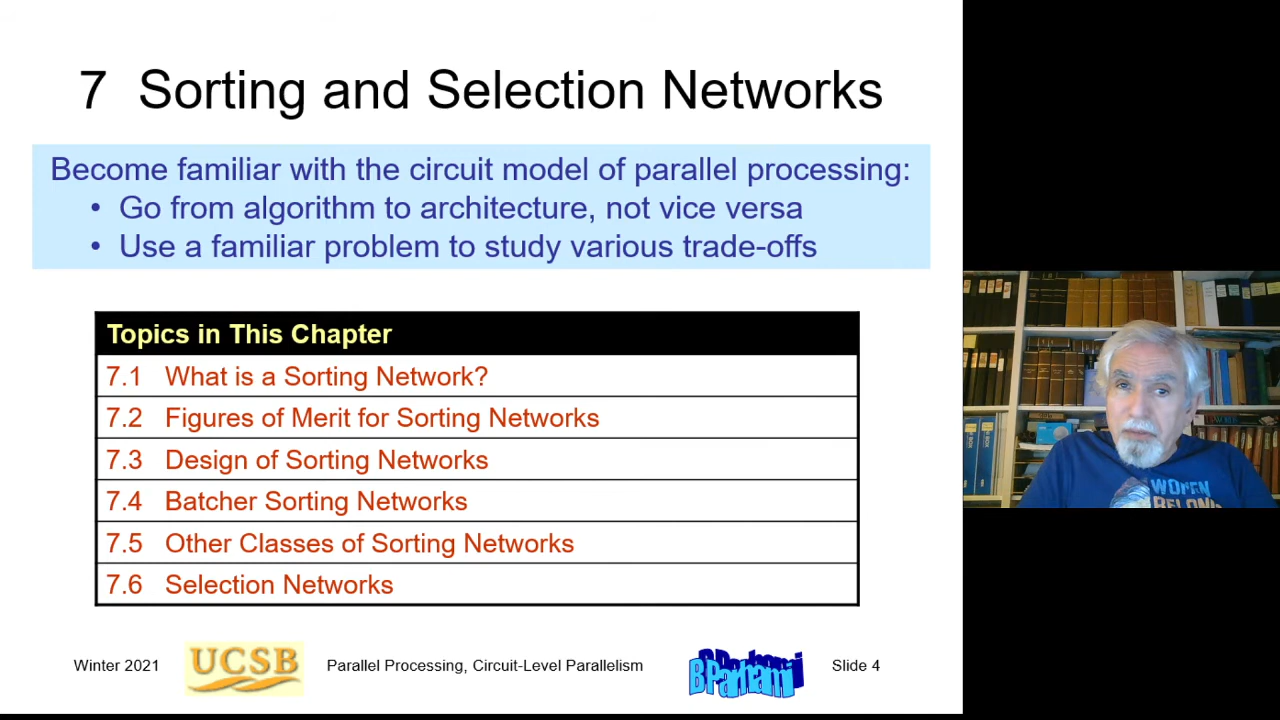 7 Sorting and Selection Networks
Become familiar with the circuit model of parallel processing:
• Go from algorithm to architecture, not vice versa
• Use a familiar problem to study various trade-offs
Topics in This Chapter
7.1 What is a Sorting Network?
7.2 Figures of Merit for Sorting Networks
7.3 Design of Sorting Networks
7.4 Batcher Sorting Networks
7.5 Other Classes of Sorting Networks
7.6 Selection Networks
WOMEN
BELONG
Winter 2021
UCSB
Parallel Processing, Circuit-Level Parallelism
B Parhami
Slide 4